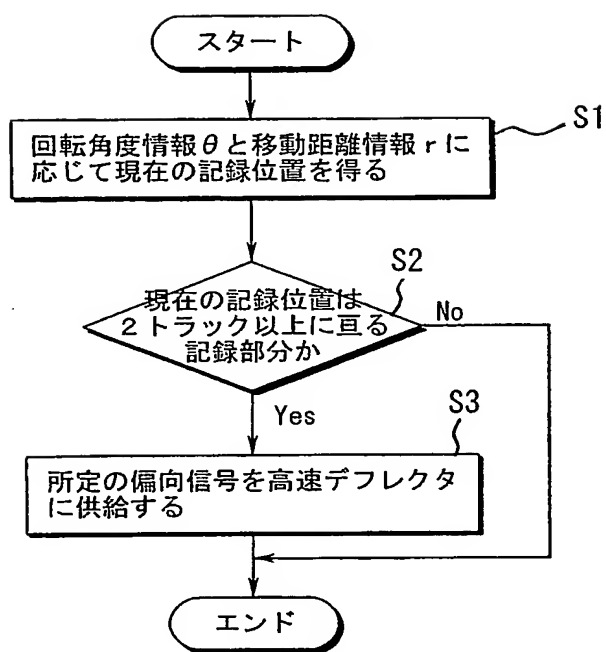 スタート
S1
回転角度情報θと移動距離情報rに
応じて現在の記録位置を得る
S2
現在の記録位置は
2トラック以上に亘る
記録部分か
No
Yes
S3
所定の偏向信号を高速デフレクタ
に供給する
エンド